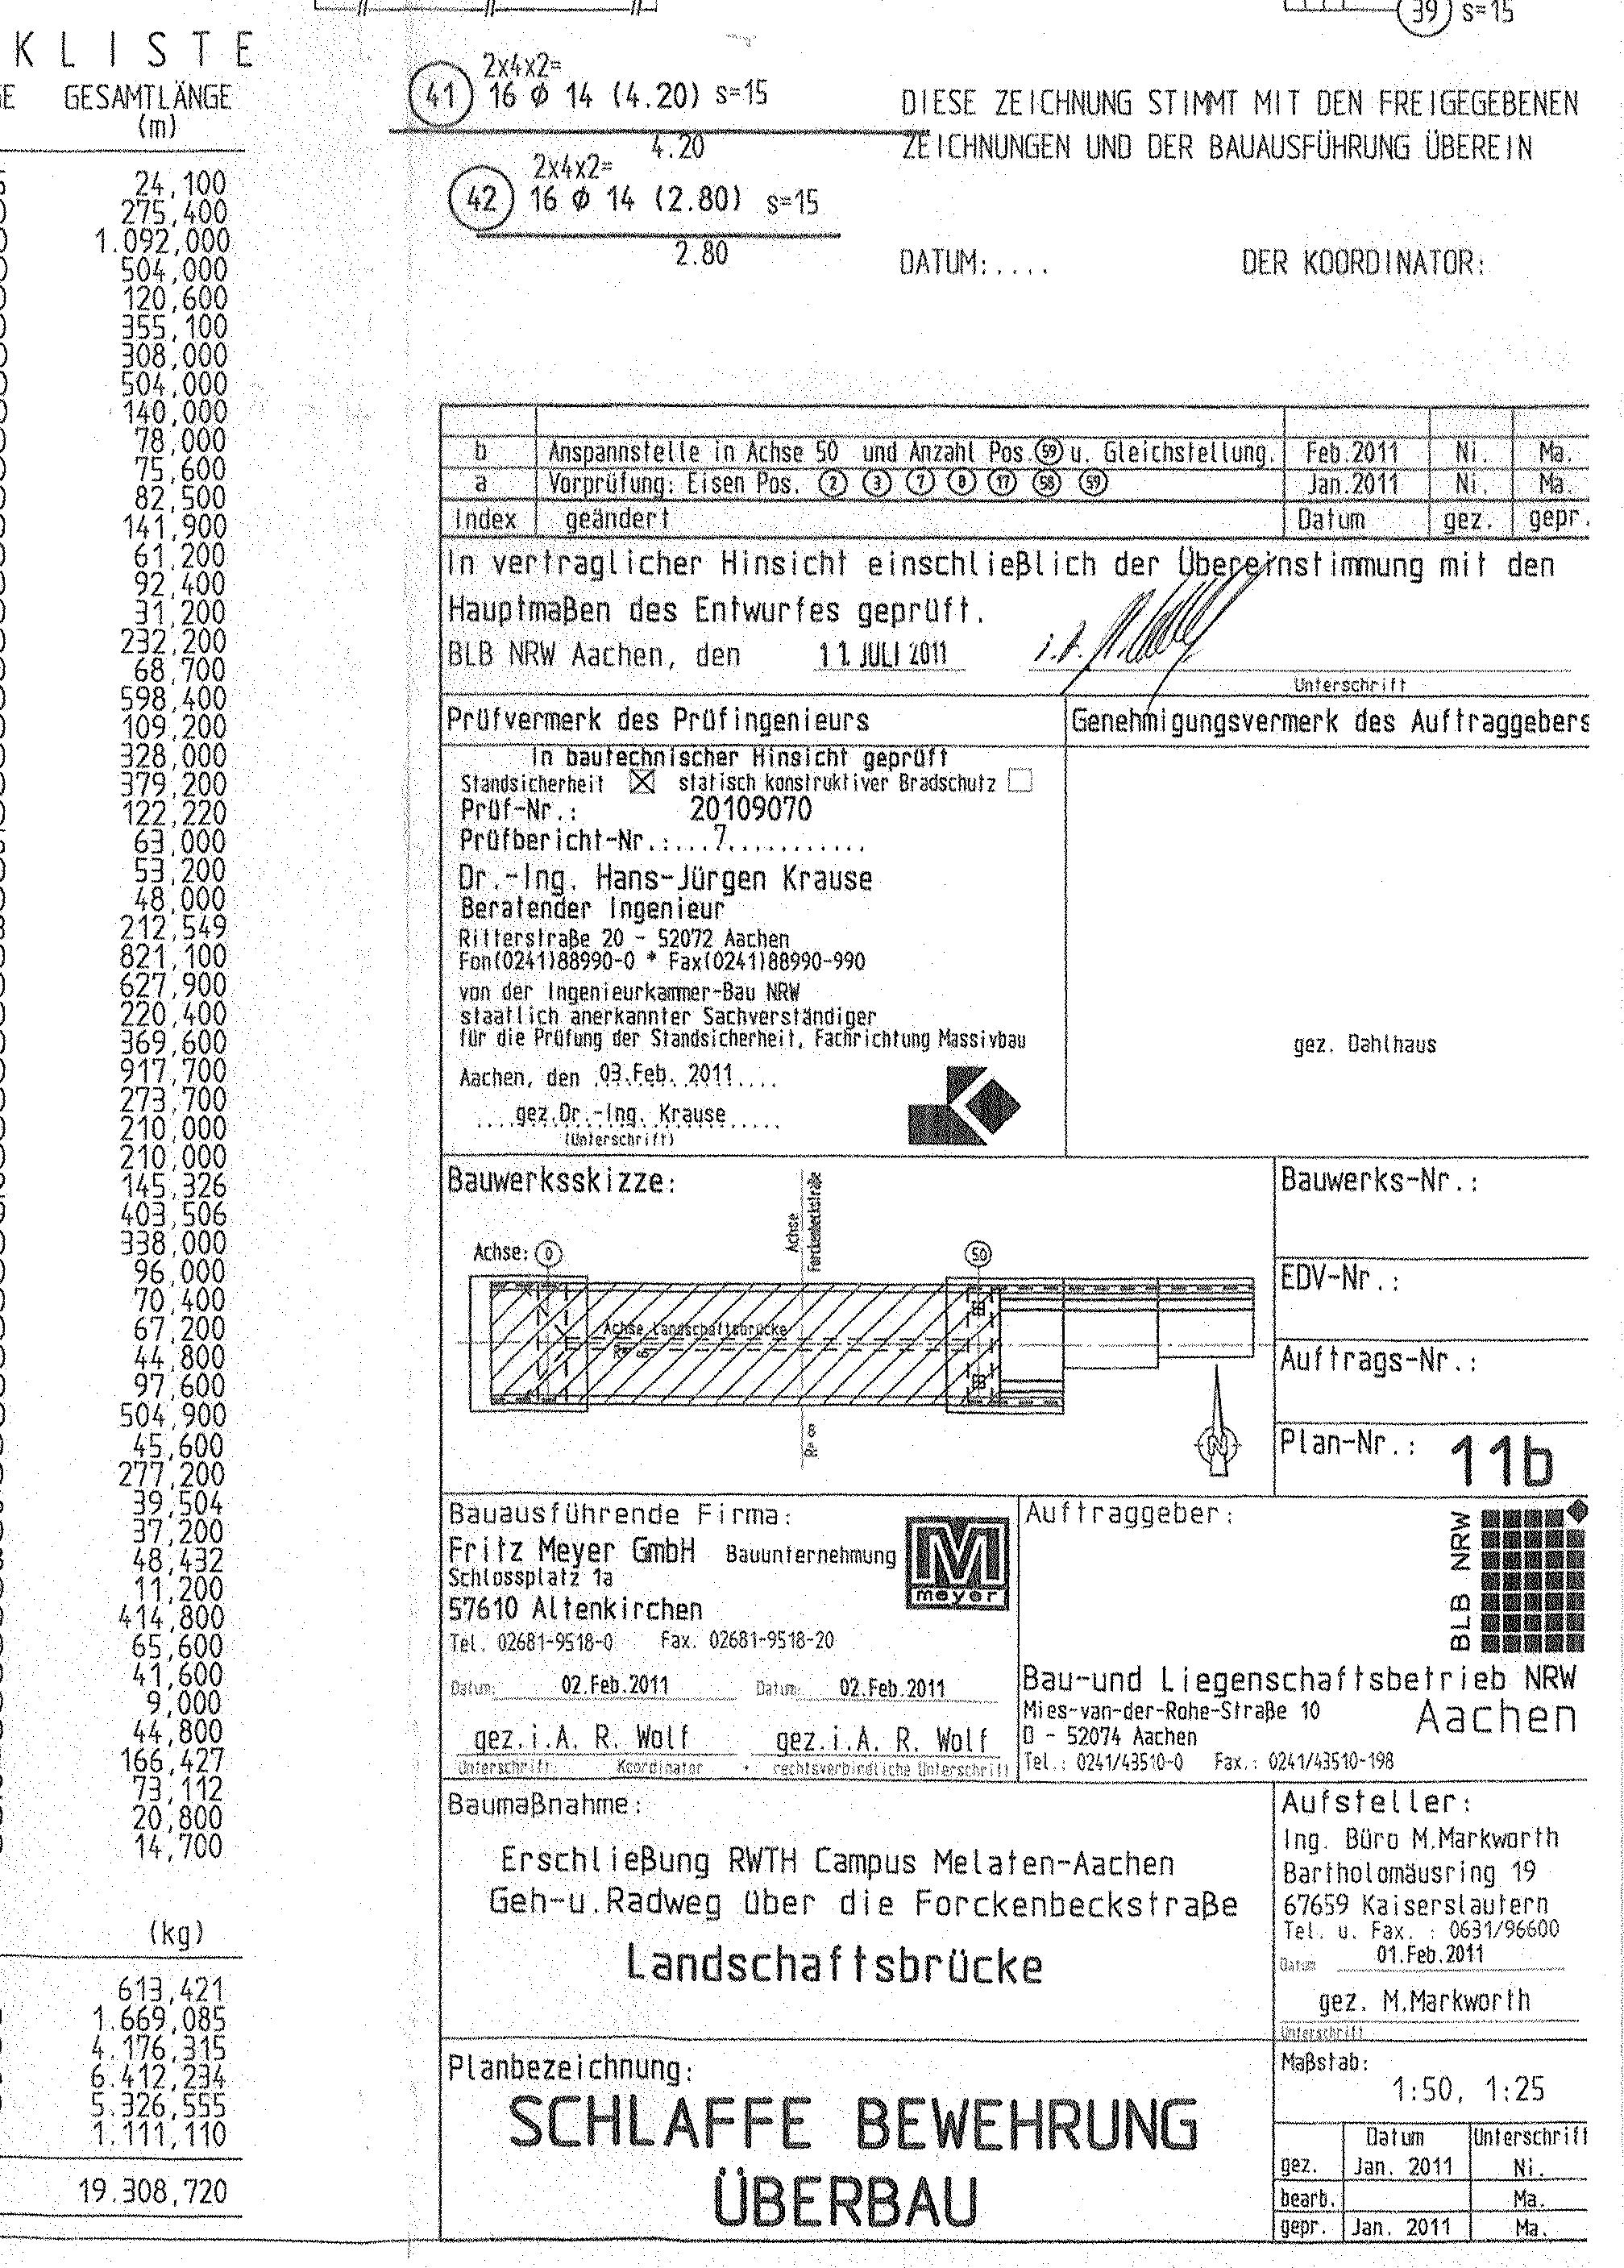 KLISTE
GESAMTLÄNGE
(m)
24,100
275,400
1.092,000
504,000
120,600
355,100
308,000
504,000
140,000
78,000
75,600
82,500
141,900
61,200
92,400
31,200
232,200
68,700
598,400
109,200
328,000
379,200
122,220
63,000
53,200
48,000
212,549
821,100
627,900
220,400
369,600
917,700
273,700
210,000
210,000
145,326
403,506
338,000
96,000
70,400
67,200
44,800
97,600
504,900
45,600
277,200
39,504
37,200
48,432
11,200
414,800
65,600
41,600
9,000
44,800
166,427
73,112
20,800
14,700
(kg)
613,421
1.669,085
4.176,315
6.412,234
5.326,555
1.111,110
19.308,720
39 s=15
2x4x2=
41 16 ø 14 (4.20) s=15
4.20
2x4x2=
42 16 ø 14 (2.80) s=15
2.80
DIESE ZEICHNUNG STIMMT MIT DEN FREIGEGEBENEN
ZEICHNUNGEN UND DER BAUAUSFÜHRUNG ÜBEREIN
DATUM:.... DER KOORDINATOR:
b Anspannstelle in Achse 50 und Anzahl Pos. 59 u. Gleichstellung. Feb.2011 Ni. Ma.
a Vorprüfung: Eisen Pos. 2 3 7 8 17 58 59 Jan.2011 Ni. Ma.
Index geändert Datum gez. gepr.
In vertraglicher Hinsicht einschließlich der Übereinstimmung mit den
Hauptmaßen des Entwurfes geprüft.
BLB NRW Aachen, den 11. JULI 2011
Unterschrift
Prüfvermerk des Prüfingenieurs
In bautechnischer Hinsicht geprüft
Standsicherheit ☒ statisch konstruktiver Bradschutz ☐
Prüf-Nr.: 20109070
Prüfbericht-Nr.:...7...........
Dr.-Ing. Hans-Jürgen Krause
Beratender Ingenieur
Ritterstraße 20 - 52072 Aachen
Fon(0241)88990-0 * Fax(0241)88990-990
von der Ingenieurkammer-Bau NRW
staatlich anerkannter Sachverständiger
für die Prüfung der Standsicherheit, Fachrichtung Massivbau
Aachen, den .03.Feb. 2011....
....gez.Dr.-Ing. Krause.....
(Unterschrift)
Genehmigungsvermerk des Auftraggebers
gez. Dahlhaus
Bauwerksskizze:
Achse
Forckenbeckstraße
Achse: 0
50
Achse Landschaftsbrücke
N
Bauwerks-Nr.:
EDV-Nr.:
Auftrags-Nr.:
Plan-Nr.: 11b
Bauausführende Firma:
Fritz Meyer GmbH Bauunternehmung
Schlossplatz 1a
57610 Altenkirchen
Tel. 02681-9518-0 Fax. 02681-9518-20
M
meyer
Datum: 02.Feb.2011 Datum: 02.Feb.2011
gez.i.A. R. Wolf gez.i.A. R. Wolf
Unterschrift Koordinator rechtsverbindliche Unterschrift
Auftraggeber:
BLB NRW
Bau-und Liegenschaftsbetrieb NRW
Mies-van-der-Rohe-Straße 10
Aachen
D - 52074 Aachen
Tel.: 0241/43510-0 Fax.: 0241/43510-198
Baumaßnahme:
Erschließung RWTH Campus Melaten-Aachen
Geh-u.Radweg über die Forckenbeckstraße
Landschaftsbrücke
Aufsteller:
Ing. Büro M.Markworth
Bartholomäusring 19
67659 Kaiserslautern
Tel. u. Fax. : 0631/96600
Datum 01.Feb.2011
gez. M.Markworth
Unterschrift
Planbezeichnung:
SCHLAFFE BEWEHRUNG
ÜBERBAU
Maßstab:
1:50, 1:25
Datum Unterschrift
gez. Jan. 2011 Ni.
bearb. Ma.
gepr. Jan. 2011 Ma.